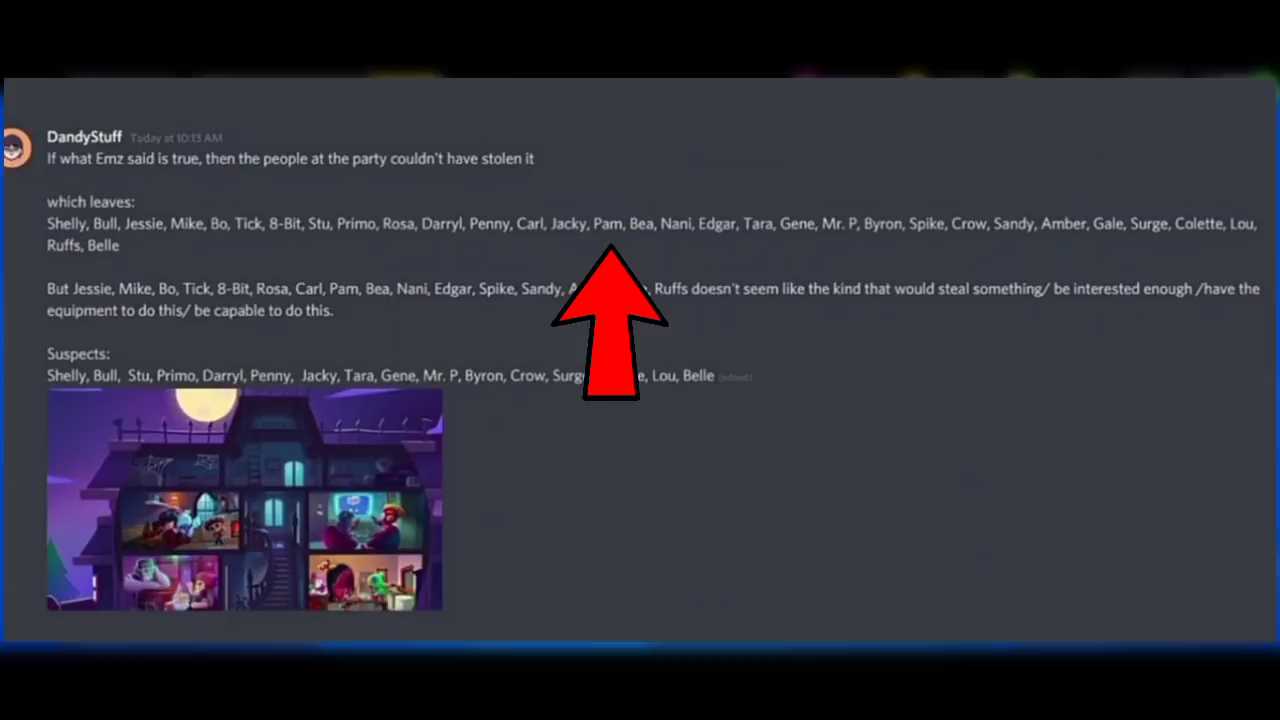 DandyStuff Today at 10:13 AM
If what Emz said is true, then the people at the party couldn't have stolen it
which leaves:
Shelly, Bull, Jessie, Mike, Bo, Tick, 8-Bit, Stu, Primo, Rosa, Darryl, Penny, Carl, Jacky, Pam, Bea, Nani, Edgar, Tara, Gene, Mr. P, Byron, Spike, Crow, Sandy, Amber, Gale, Surge, Colette, Lou,
Ruffs, Belle
But Jessie, Mike, Bo, Tick, 8-Bit, Rosa, Carl, Pam, Bea, Nani, Edgar, Spike, Sandy, Ruffs doesn't seem like the kind that would steal something/ be interested enough /have the
equipment to do this/ be capable to do this.
Suspects:
Shelly, Bull, Stu, Primo, Darryl, Penny, Jacky, Tara, Gene, Mr. P, Byron, Crow, Lou, Belle (edited)